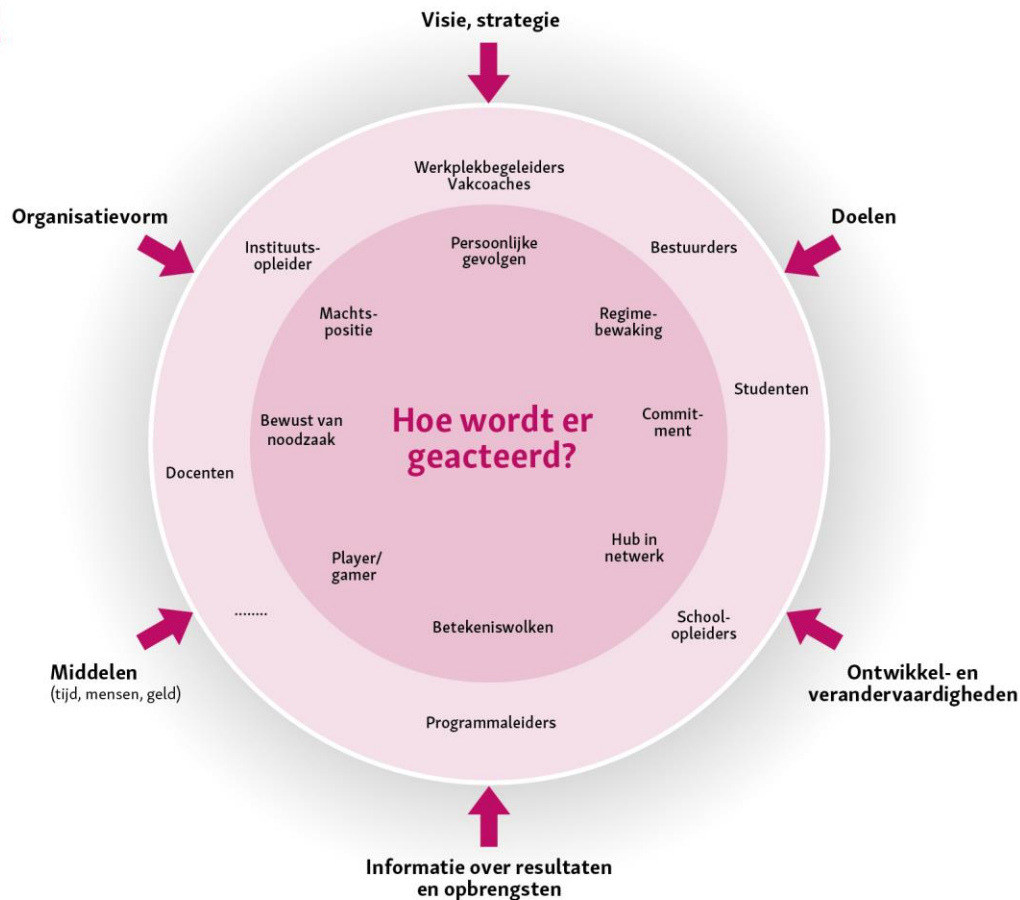 Visie, strategie
Werkplekbegeleiders
Vakcoaches
Organisatievorm
Doelen
Instituuts-
opleider
Persoonlijke
gevolgen
Bestuurders
Machts-
positie
Regime-
bewaking
Studenten
Bewust van
noodzaak
Hoe wordt er
geacteerd?
Commit-
ment
Docenten
Player/
gamer
Hub in
netwerk
........
Betekeniswolken
School-
opleiders
Middelen
(tijd, mensen, geld)
Ontwikkel- en
verandervaardigheden
Programmaleiders
Informatie over resultaten
en opbrengsten